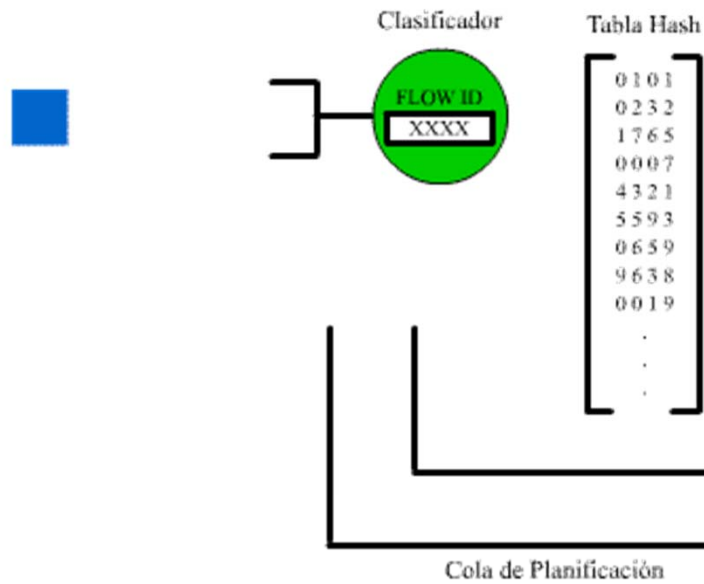 Clasificador
Tabla Hash
FLOW ID
XXXX
0 1 0 1
0 2 3 2
1 7 6 5
0 0 0 7
4 3 2 1
5 5 9 3
0 6 5 9
9 6 3 8
0 0 1 9
.
.
.
Cola de Planificación